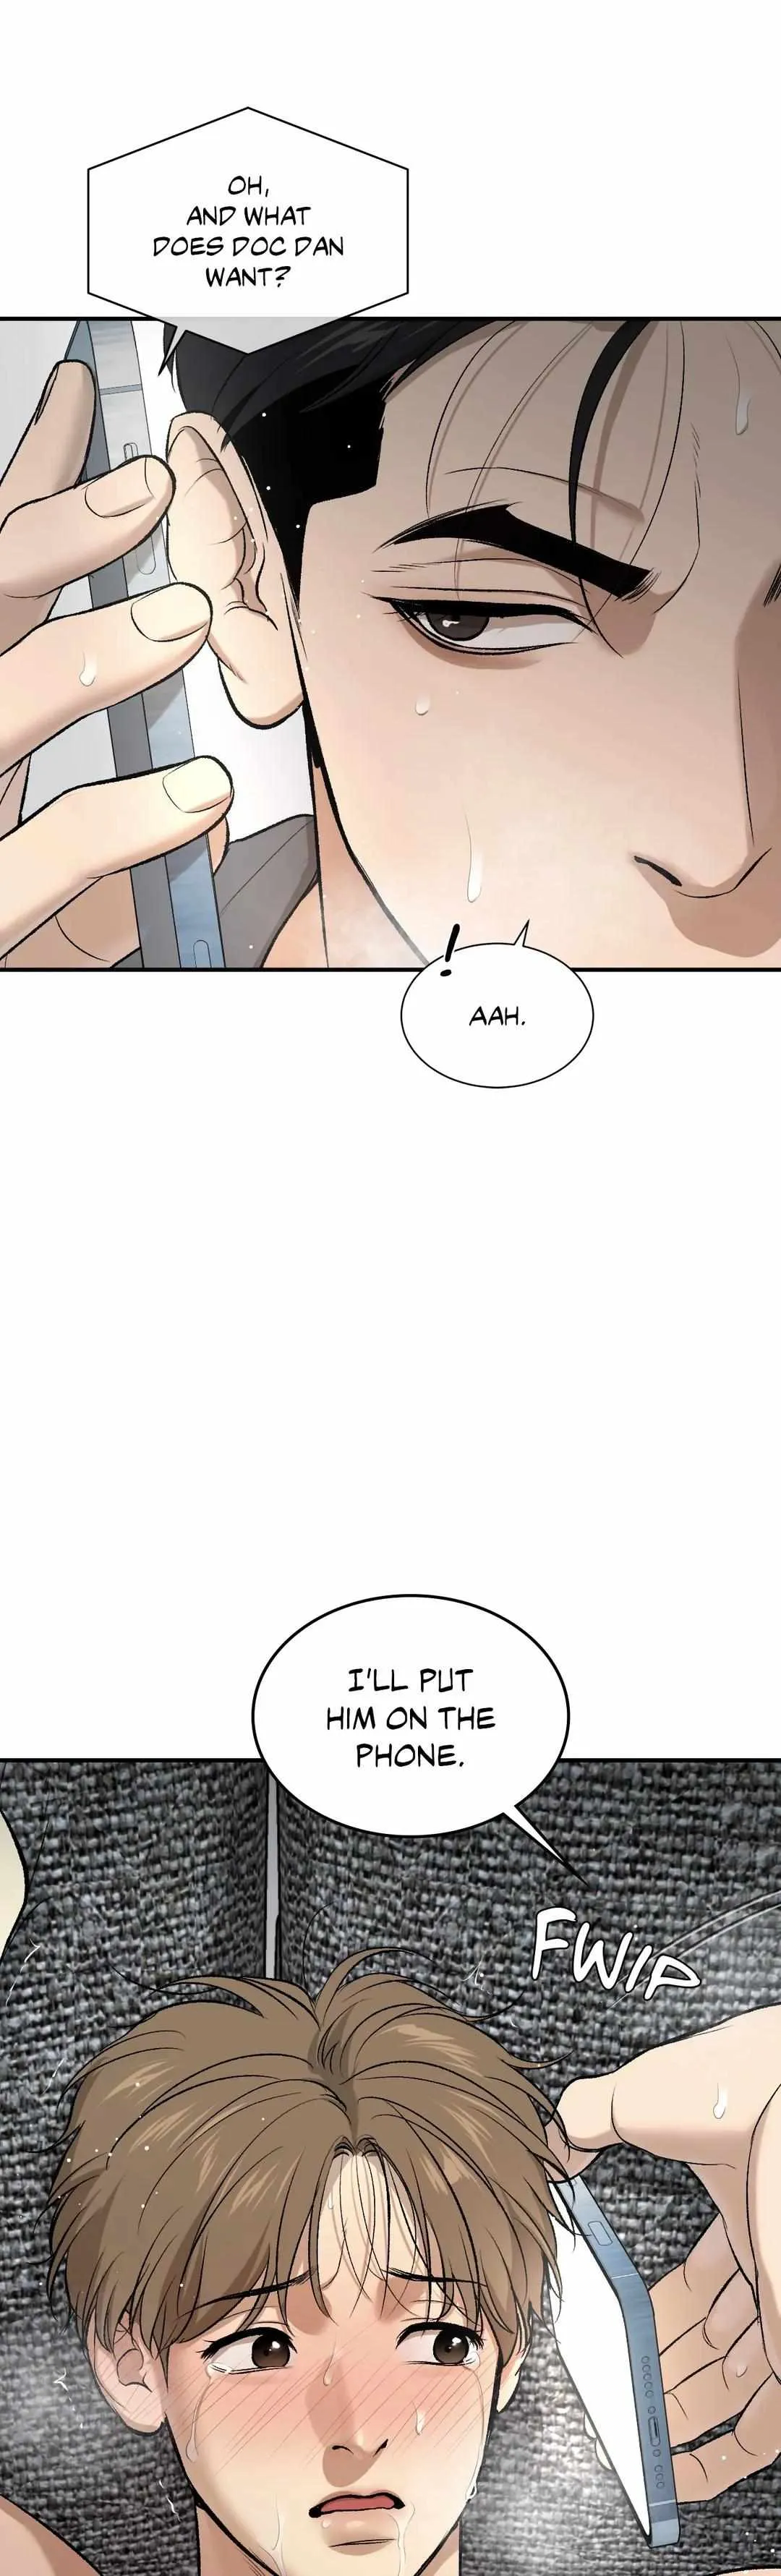 OH,
AND WHAT
DOES DOC DAN
WANT?
!
AAH.
I'LL PUT
HIM ON THE
PHONE.
FWIP